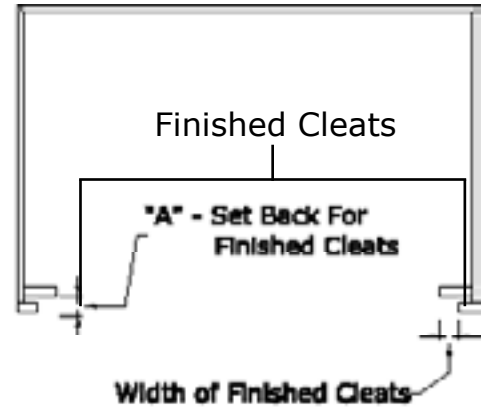 Finished Cleats
"A" - Set Back For
Finished Cleats
Width of Finished Cleats